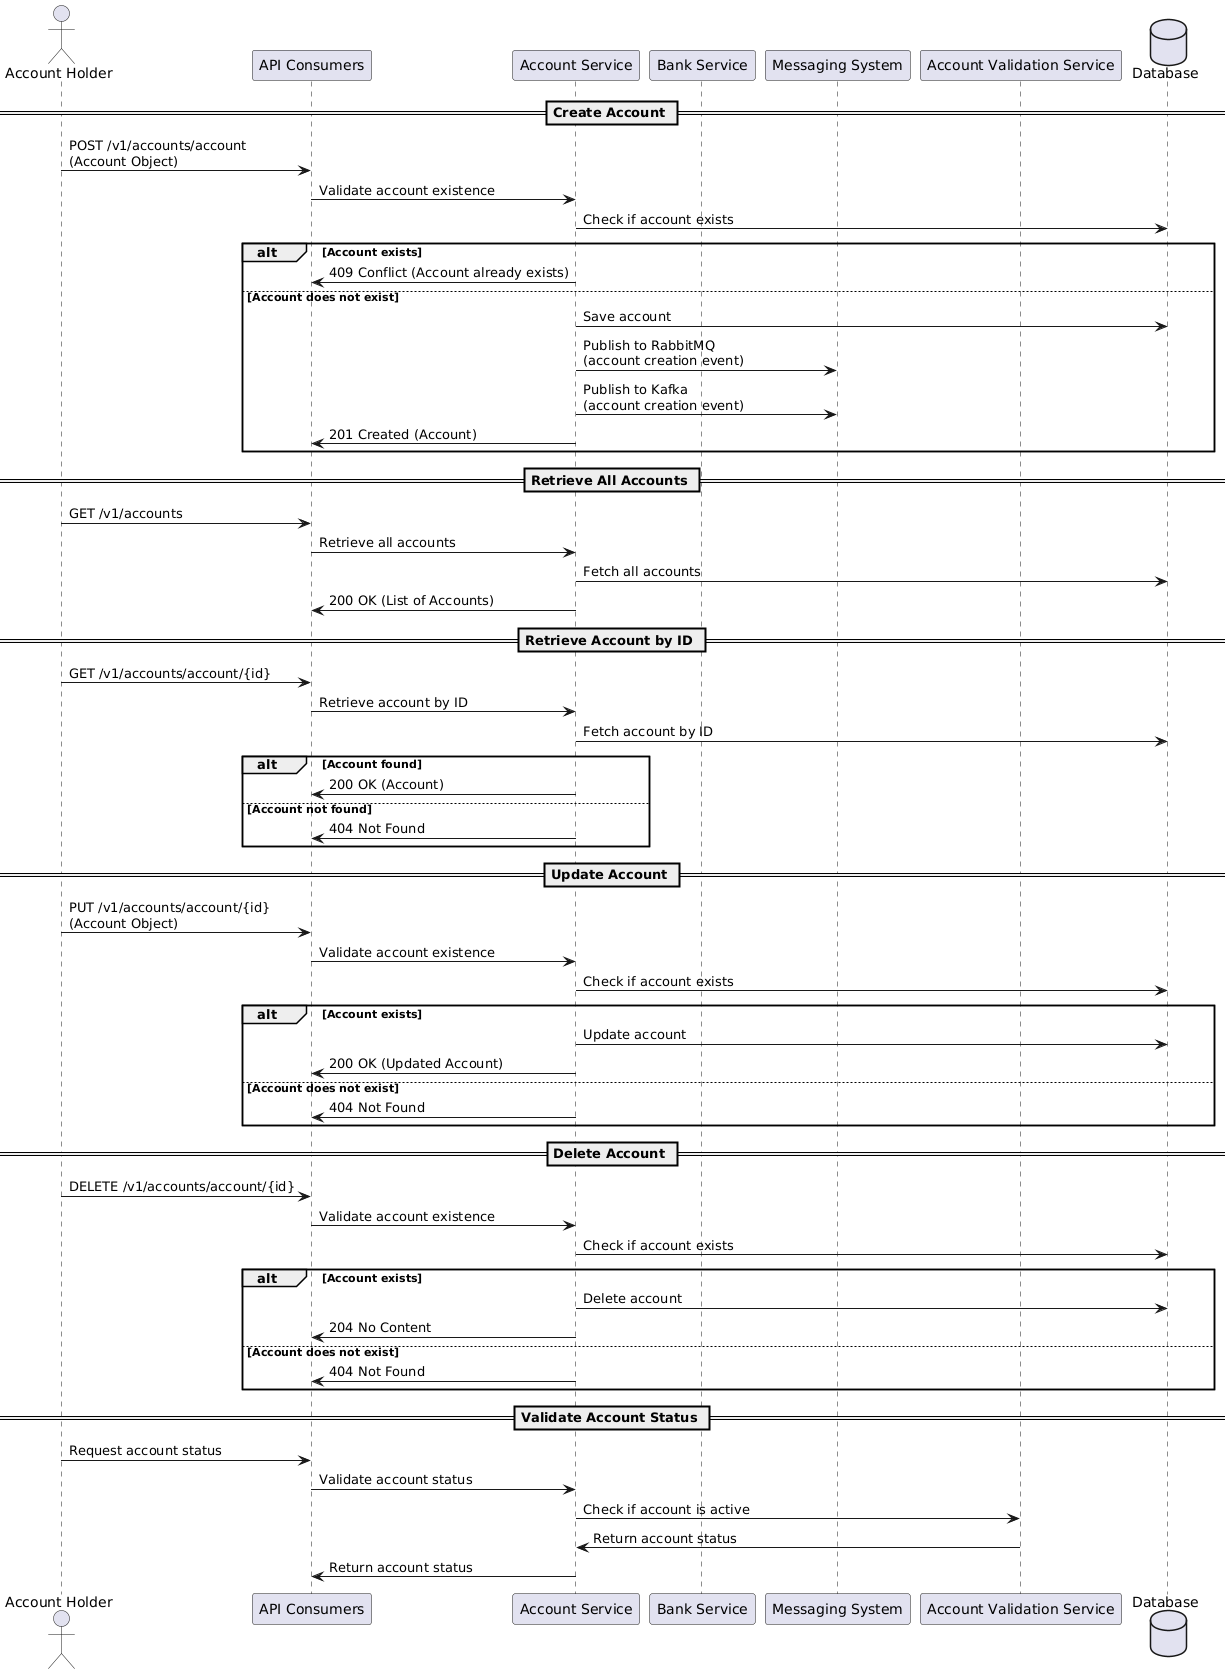 Account Holder
API Consumers
Account Service
Bank Service
Messaging System
Account Validation Service
Database
Create Account
POST /v1/accounts/account
(Account Object)
Validate account existence
Check if account exists
alt
[Account exists]
409 Conflict (Account already exists)
[Account does not exist]
Save account
Publish to RabbitMQ
(account creation event)
Publish to Kafka
(account creation event)
201 Created (Account)
Retrieve All Accounts
GET /v1/accounts
Retrieve all accounts
Fetch all accounts
200 OK (List of Accounts)
Retrieve Account by ID
GET /v1/accounts/account/{id}
Retrieve account by ID
Fetch account by ID
alt
[Account found]
200 OK (Account)
[Account not found]
404 Not Found
Update Account
PUT /v1/accounts/account/{id}
(Account Object)
Validate account existence
Check if account exists
alt
[Account exists]
Update account
200 OK (Updated Account)
[Account does not exist]
404 Not Found
Delete Account
DELETE /v1/accounts/account/{id}
Validate account existence
Check if account exists
alt
[Account exists]
Delete account
204 No Content
[Account does not exist]
404 Not Found
Validate Account Status
Request account status
Validate account status
Check if account is active
Return account status
Return account status
Account Holder
API Consumers
Account Service
Bank Service
Messaging System
Account Validation Service
Database